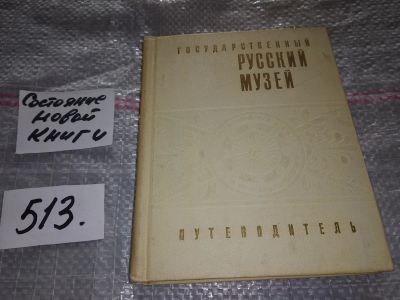 Состояние
новой
книги
513.
ГОСУДАРСТВЕННЫЙ
РУССКИЙ
МУЗЕЙ
ПУТЕВОДИТЕЛЬ